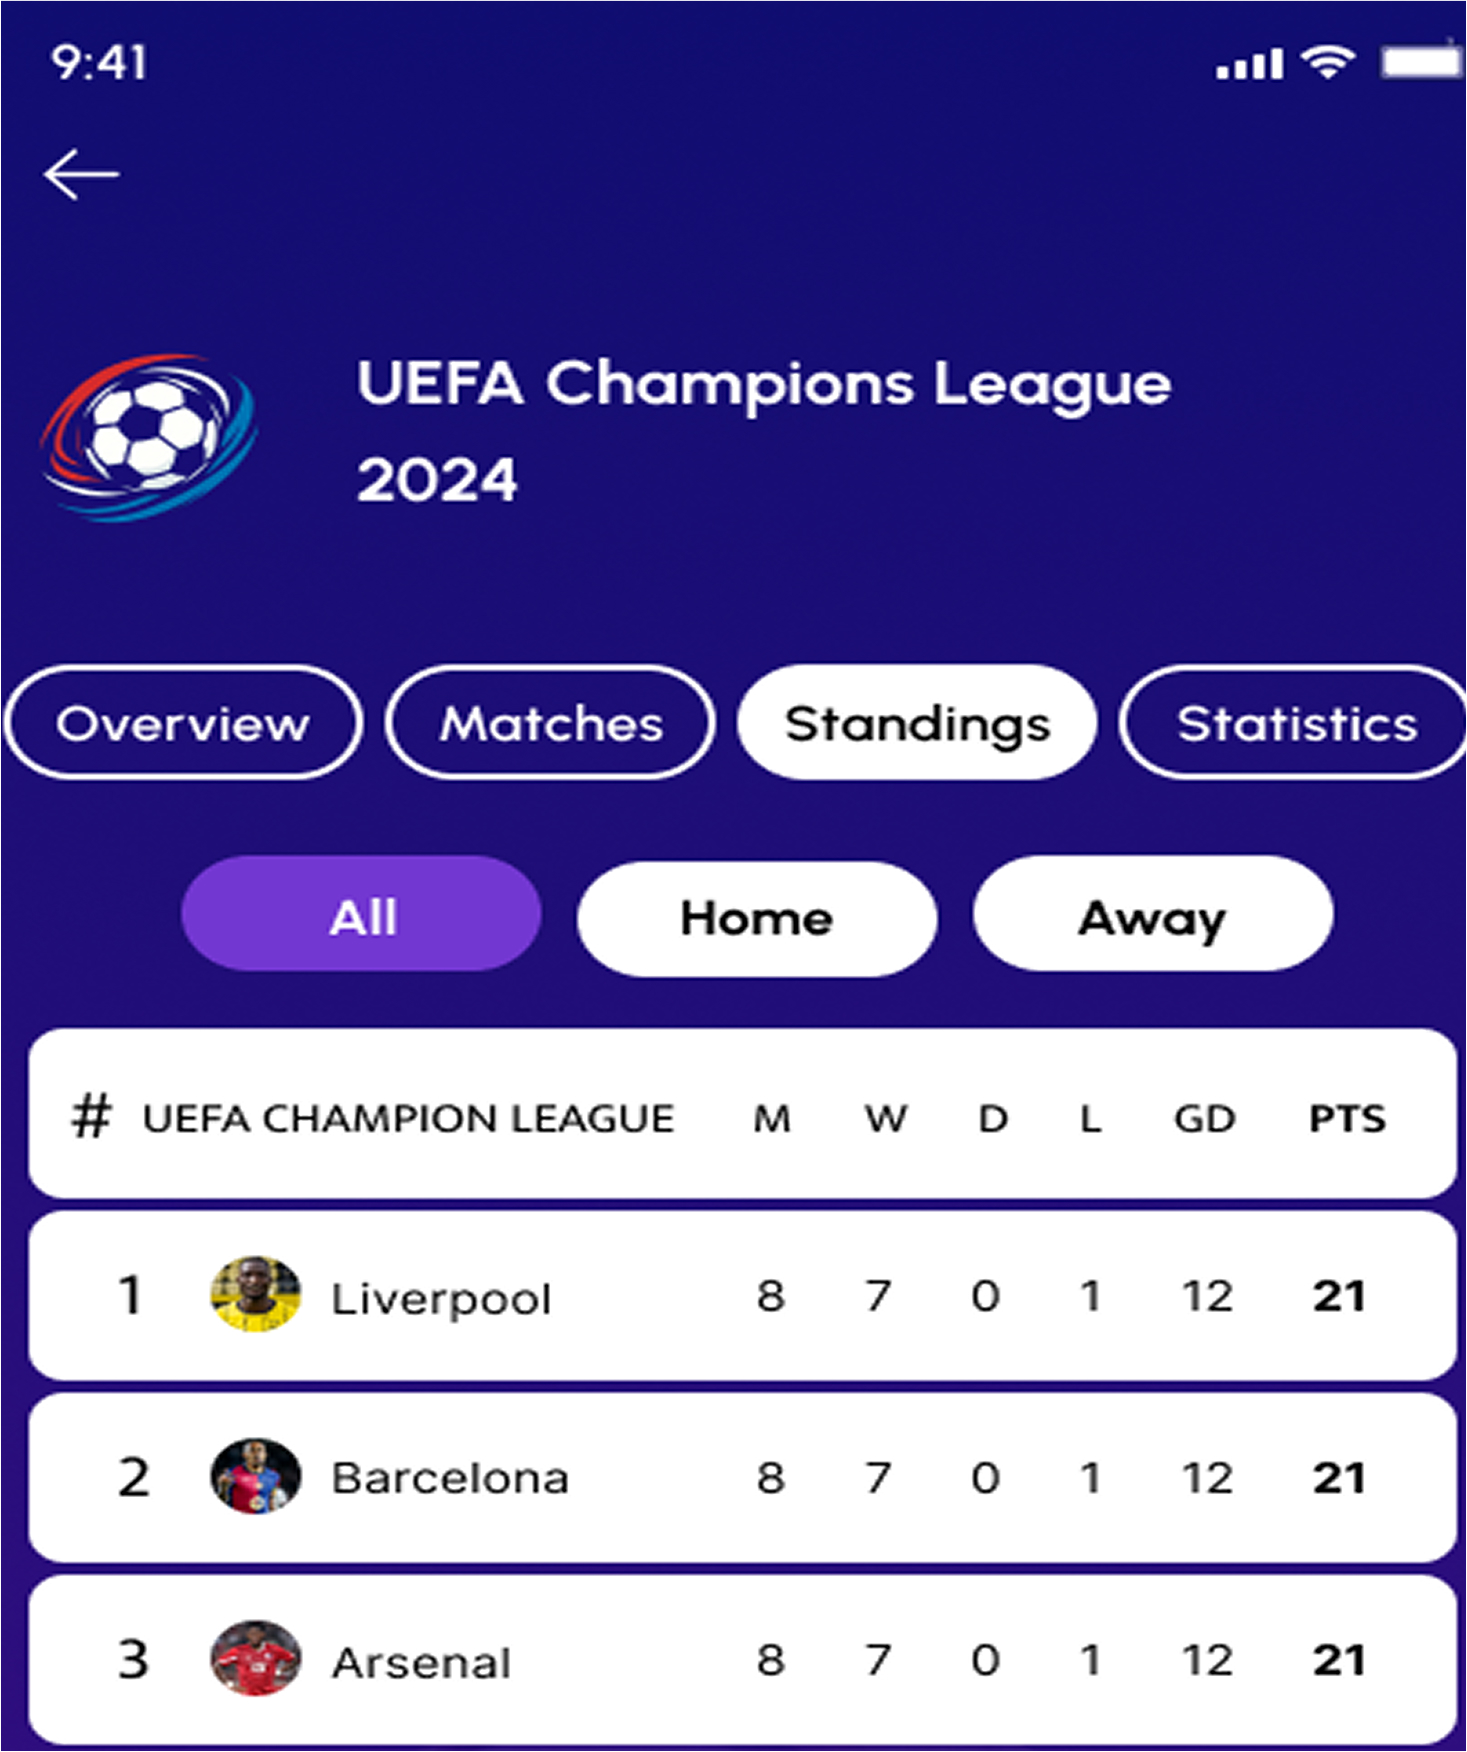 9:41
UEFA Champions League
2024
Overview Matches Standings Statistics
All Home Away
# UEFA CHAMPION LEAGUE M W D L GD PTS
1 Liverpool 8 7 0 1 12 21
2 Barcelona 8 7 0 1 12 21
3 Arsenal 8 7 0 1 12 21